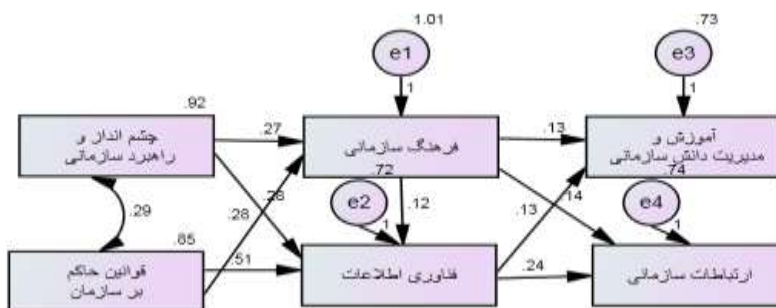 1.01
.73
e1
e3
1
1
.92
چشم انداز و
راهبرد سازمانی
.27
فرهنگ سازمانی
.13
آموزش و
مدیریت دانش سازمانی
.72
.74
.28
e2
.12
.14
e4
.29
.28
1
.13
1
.85
قوانین حاکم
بر سازمان
.51
فناوری اطلاعات
.24
ارتباطات سازمانی